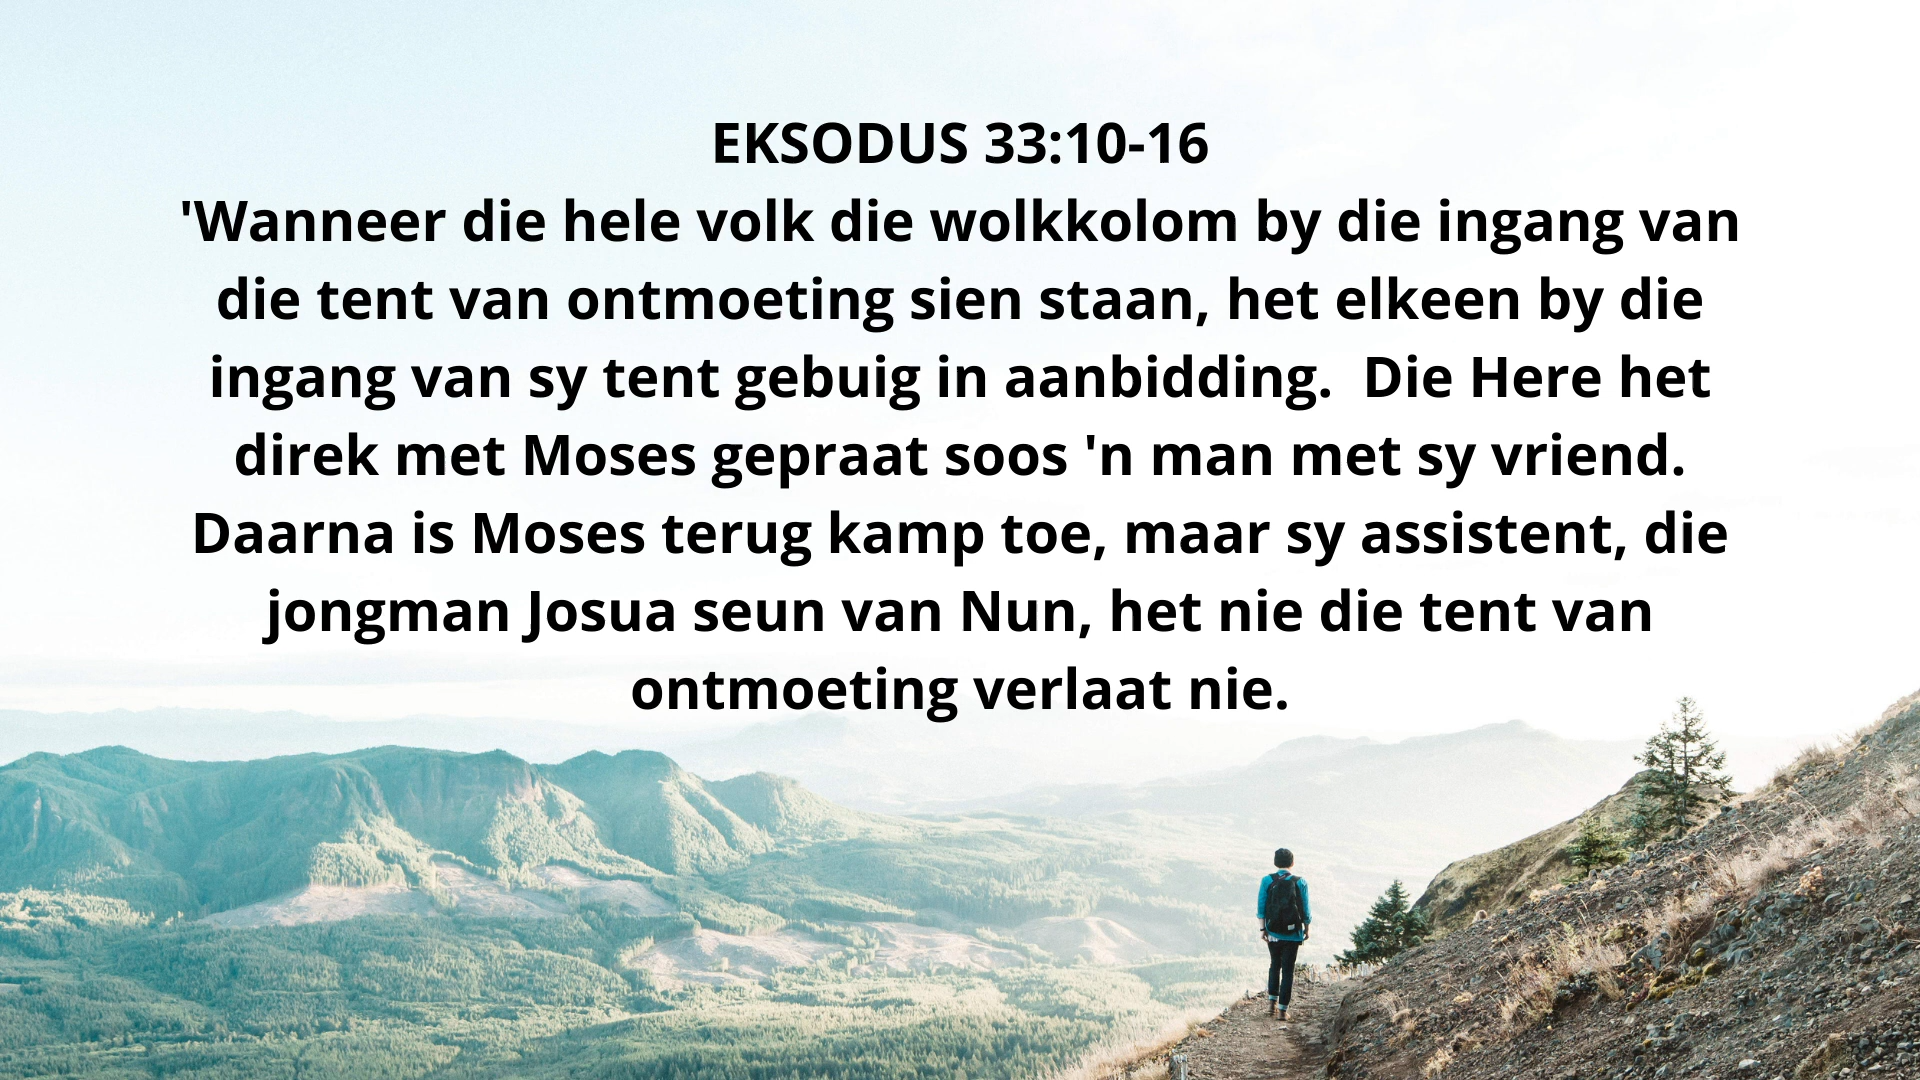 EKSODUS 33:10-16
'Wanneer die hele volk die wolkkolom by die ingang van
die tent van ontmoeting sien staan, het elkeen by die
ingang van sy tent gebuig in aanbidding.  Die Here het
direk met Moses gepraat soos 'n man met sy vriend.
Daarna is Moses terug kamp toe, maar sy assistent, die
jongman Josua seun van Nun, het nie die tent van
ontmoeting verlaat nie.